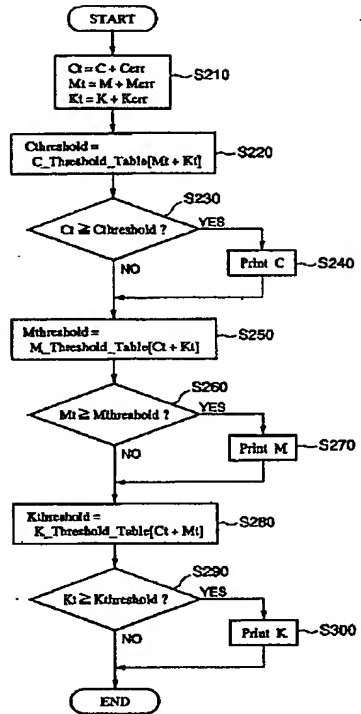 START
Ct = C + Cerr
Mt = M + Merr
Kt = K + Kerr
S210
Cthreshold =
C_Threshold_Table[Mt + Kt]
S220
S230
Ct ≧ Cthreshold ?
YES
NO
Print C
S240
Mthreshold =
M_Threshold_Table[Ct + Kt]
S250
S260
Mt ≧ Mthreshold ?
YES
NO
Print M
S270
Kthreshold =
K_Threshold_Table[Ct + Mt]
S280
S290
Kt ≧ Kthreshold ?
YES
NO
Print K
S300
END